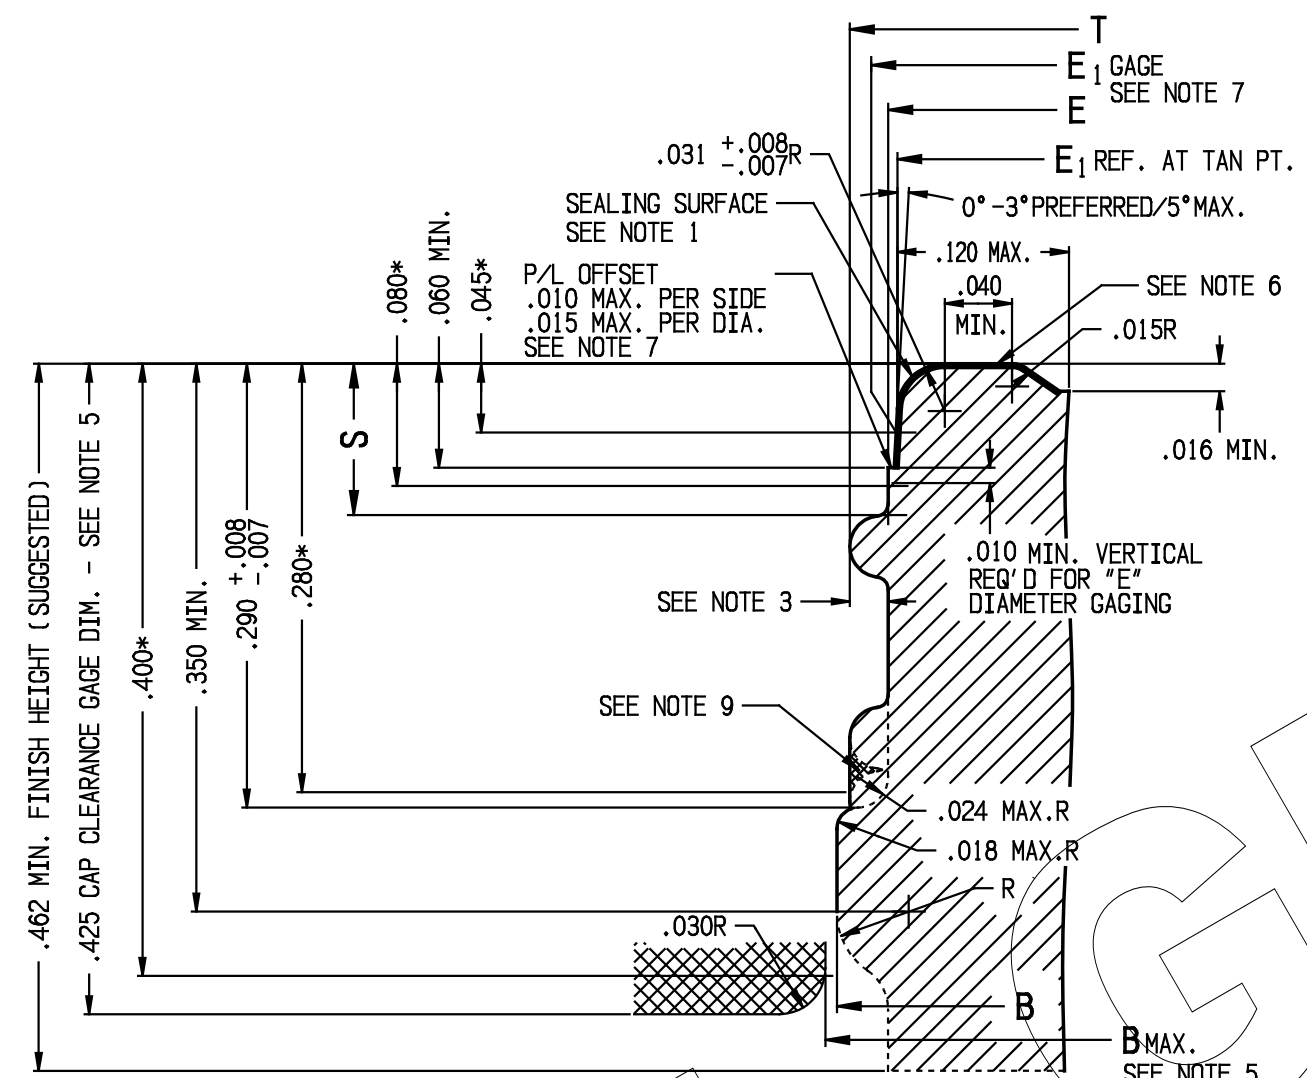 T
E1 GAGE
SEE NOTE 7
E
.031 +.008 -.007 R
E1 REF. AT TAN PT.
SEALING SURFACE
SEE NOTE 1
0°-3°PREFERRED/5°MAX.
.120 MAX.
.040
MIN.
SEE NOTE 6
.015R
P/L OFFSET
.010 MAX. PER SIDE
.015 MAX. PER DIA.
SEE NOTE 7
.080*
.060 MIN.
.045*
.016 MIN.
S
.462 MIN. FINISH HEIGHT (SUGGESTED)
.425 CAP CLEARANCE GAGE DIM. - SEE NOTE 5
.400*
.350 MIN.
.290 +.008 -.007
.280*
.010 MIN. VERTICAL
REQ'D FOR "E"
DIAMETER GAGING
SEE NOTE 3
SEE NOTE 9
.024 MAX.R
.018 MAX.R
R
.030R
B
B MAX.
SEE NOTE 5